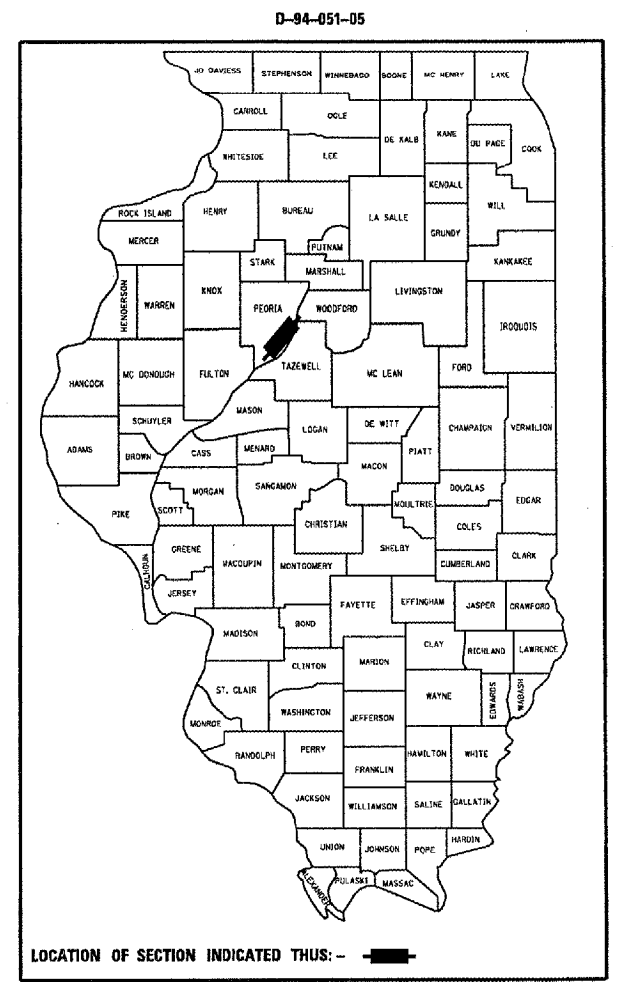 D-94-051-05
JO DAVIESS STEPHENSON WINNEBAGO BOONE MC HENRY LAKE
CARROLL OGLE DE KALB KANE DU PAGE COOK
WHITESIDE LEE
KENDALL
ROCK ISLAND HENRY BUREAU LA SALLE GRUNDY WILL
MERCER PUTNAM
STARK MARSHALL KANKAKEE
HENDERSON WARREN KNOX PEORIA WOODFORD LIVINGSTON IROQUOIS
HANCOCK MC DONOUGH FULTON TAZEWELL MC LEAN FORD
SCHUYLER MASON LOGAN DE WITT CHAMPAIGN VERMILION
ADAMS BROWN CASS MENARD MACON PIATT
MORGAN SANGAMON DOUGLAS EDGAR
PIKE SCOTT CHRISTIAN MOULTRIE COLES
CALHOUN GREENE MACOUPIN MONTGOMERY SHELBY CUMBERLAND CLARK
JERSEY FAYETTE EFFINGHAM JASPER CRAWFORD
MADISON BOND
CLINTON MARION CLAY RICHLAND LAWRENCE
ST. CLAIR WAYNE EDWARDS WABASH
MONROE WASHINGTON JEFFERSON
RANDOLPH PERRY HAMILTON WHITE
FRANKLIN
JACKSON WILLIAMSON SALINE GALLATIN
UNION JOHNSON POPE HARDIN
ALEXANDER PULASKI MASSAC
LOCATION OF SECTION INDICATED THUS:-